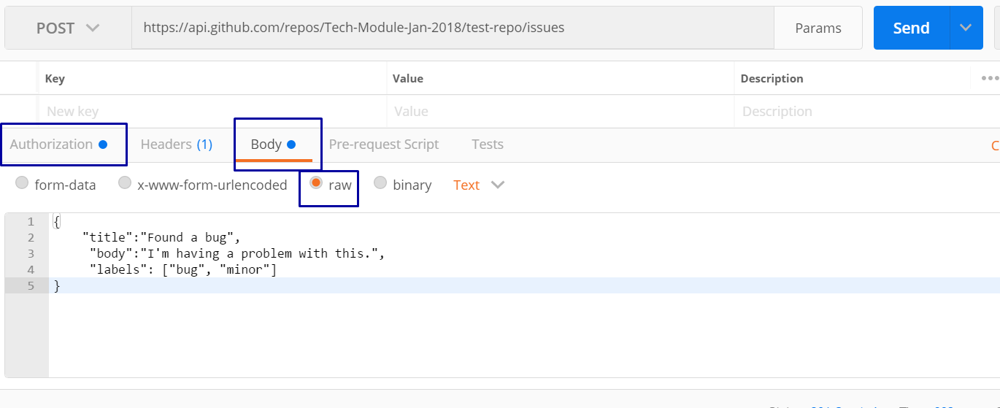 POST https://api.github.com/repos/Tech-Module-Jan-2018/test-repo/issues Params Send
Key Value Description
New key Value Description
Authorization Headers (1) Body Pre-request Script Tests
form-data x-www-form-urlencoded raw binary Text
1 {
2 "title":"Found a bug",
3 "body":"I'm having a problem with this.",
4 "labels": ["bug", "minor"]
5 }